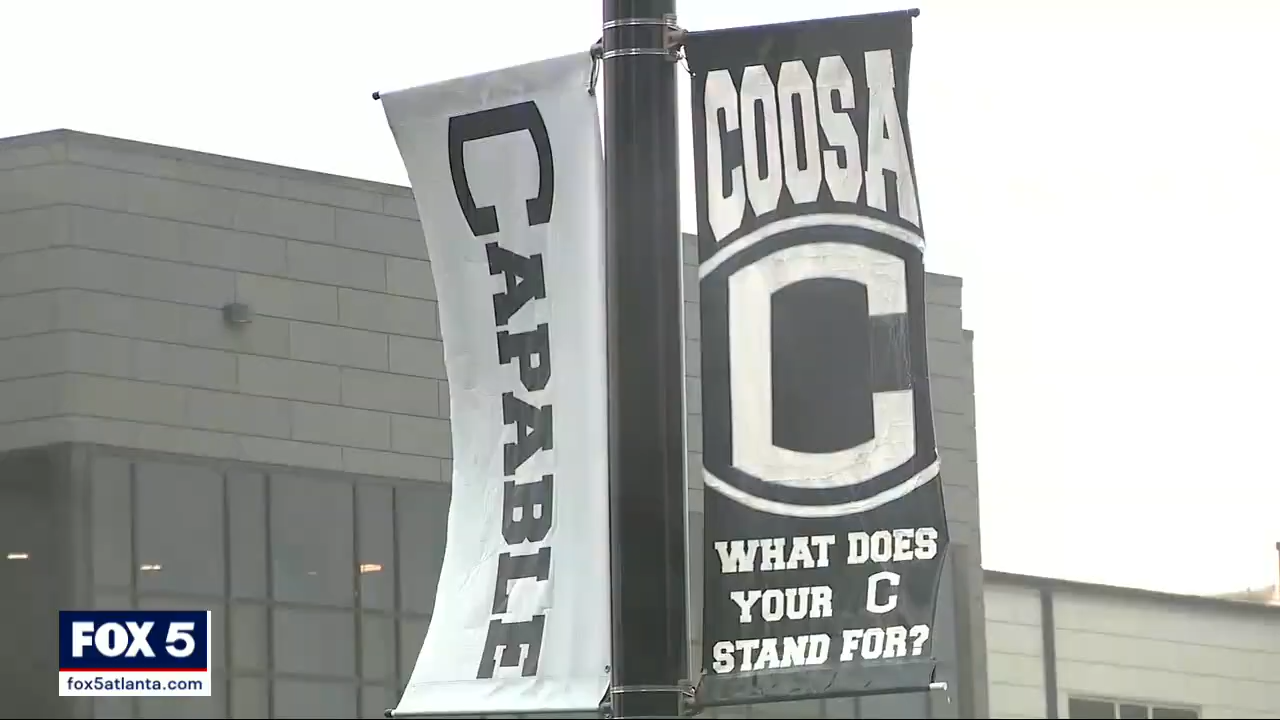 CAPABLE
COOSA
C
WHAT DOES
YOUR C
STAND FOR?
FOX 5
fox5atlanta.com